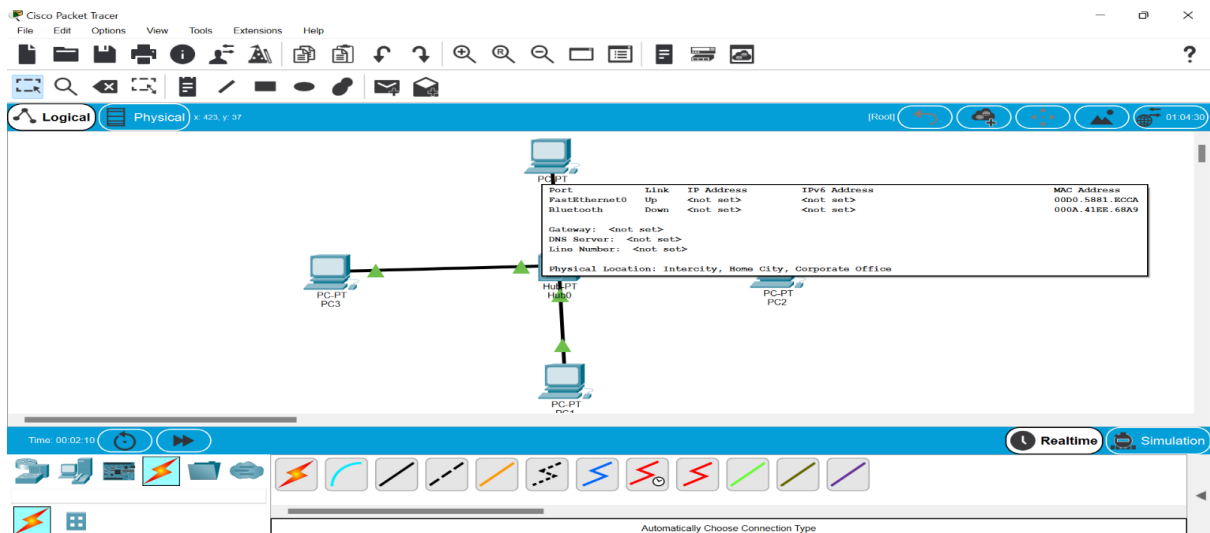 Cisco Packet Tracer
File Edit Options View Tools Extensions Help
Logical Physical x: 423, y: 37 [Root] 01:04:30
PC-PT
Port Link IP Address IPv6 Address MAC Address
FastEthernet0 Up <not set> <not set> 00D0.5881.ECCA
Bluetooth Down <not set> <not set> 000A.41EE.68A9
Gateway: <not set>
DNS Server: <not set>
Line Number: <not set>
Physical Location: Intercity, Home City, Corporate Office
PC-PT
PC3
Hub-PT
Hub0
PC-PT
PC2
PC-PT
PC1
Time: 00:02:10 Realtime Simulation
Automatically Choose Connection Type